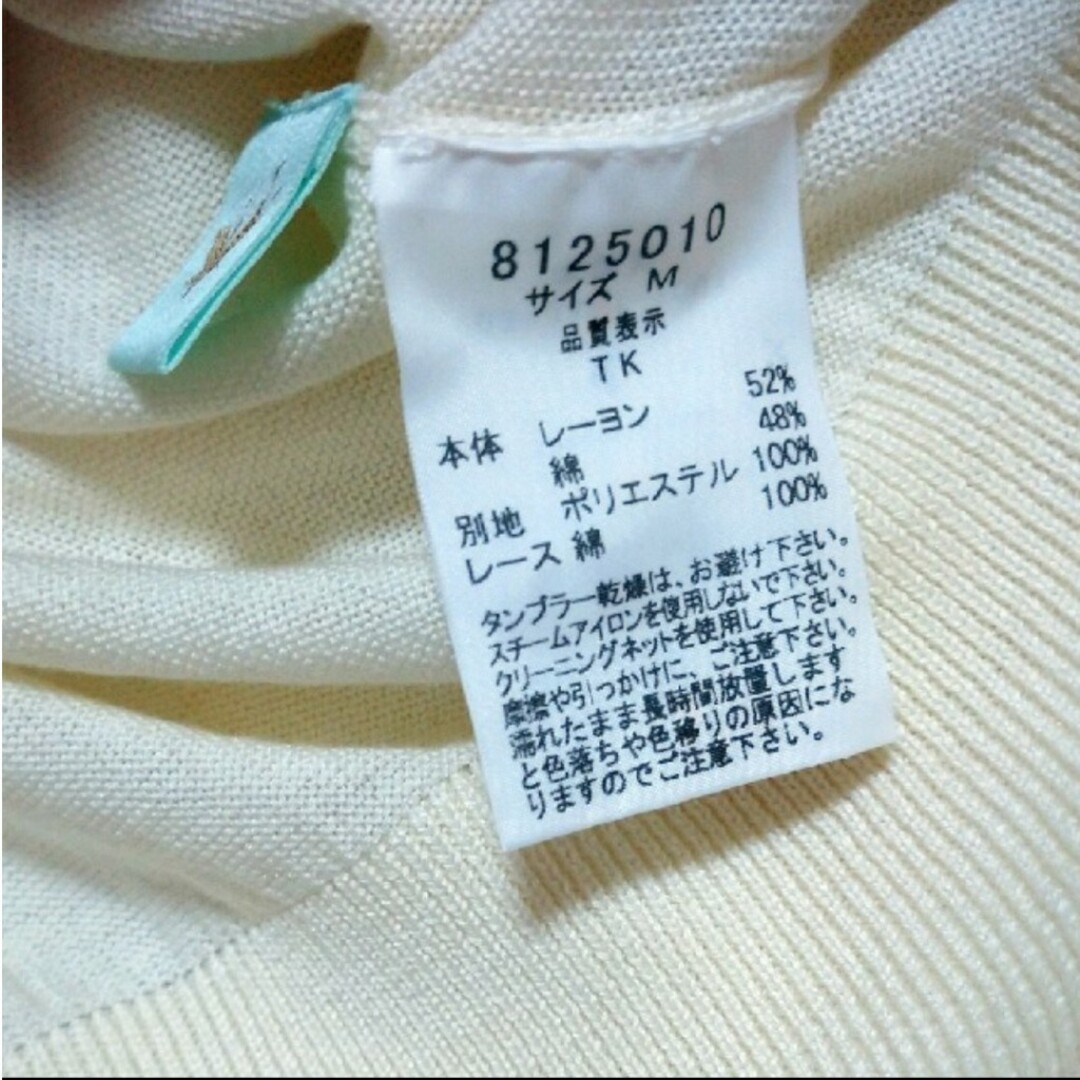 8125010
サイズ M
品質表示
TK
本体 レーヨン 52%
綿 48%
別地 ポリエステル 100%
レース 綿 100%
タンブラー乾燥は、お避け下さい。
スチームアイロンを使用しないで下さい。
クリーニングネットを使用して下さい。
摩擦や引っかけに、ご注意下さい。
濡れたまま長時間放置します
と色落ちや色移りの原因にな
りますのでご注意下さい。